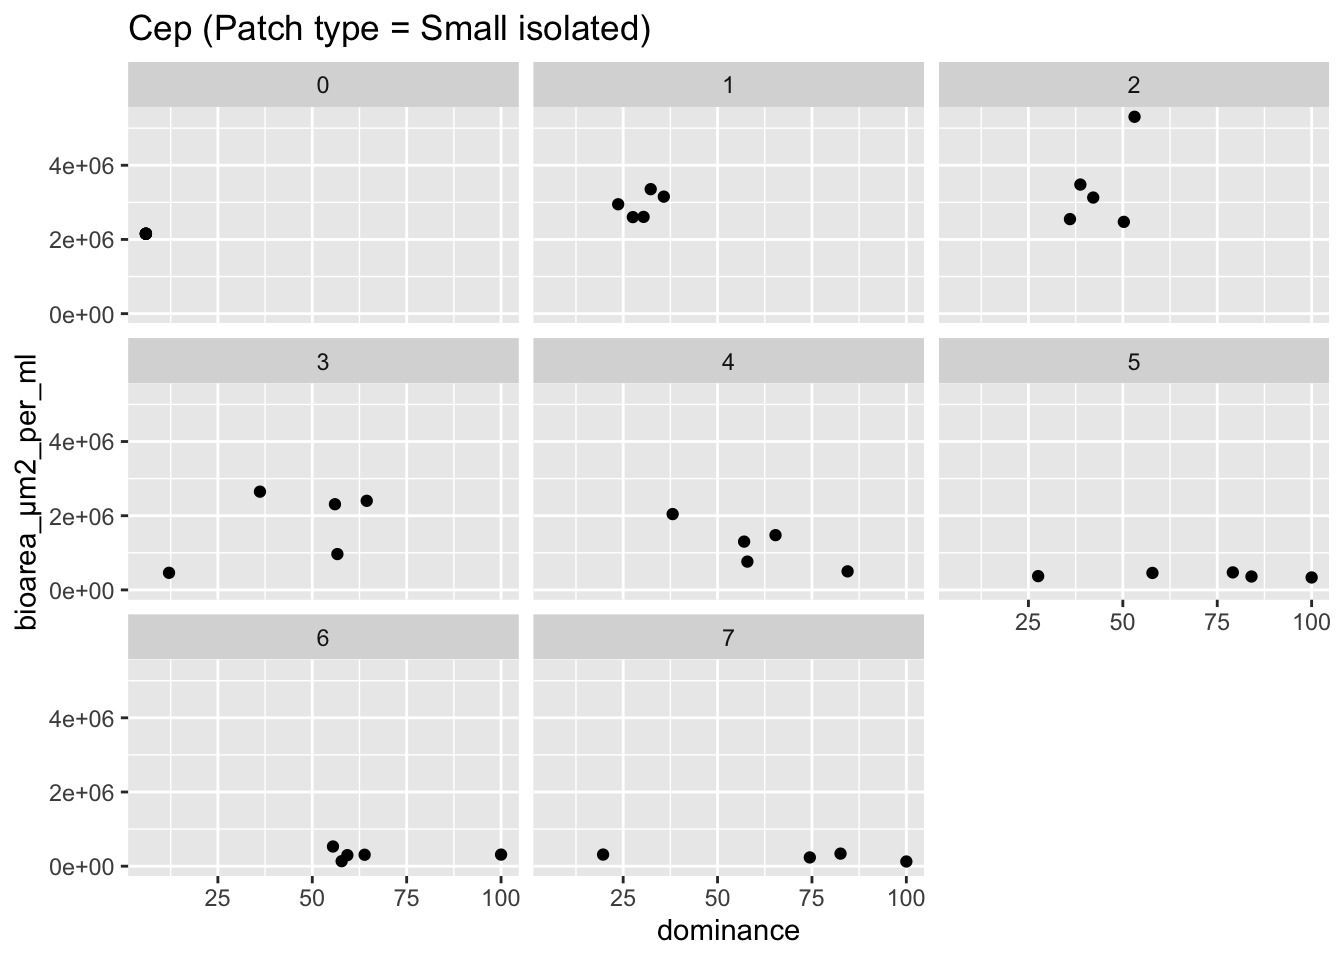 Cep (Patch type = Small isolated)
0 1 2
4e+06
2e+06
0e+00
3 4 5
4e+06
2e+06
0e+00
25 50 75 100
6 7
4e+06
2e+06
0e+00
25 50 75 100 25 50 75 100
dominance
bioarea_µm2_per_ml